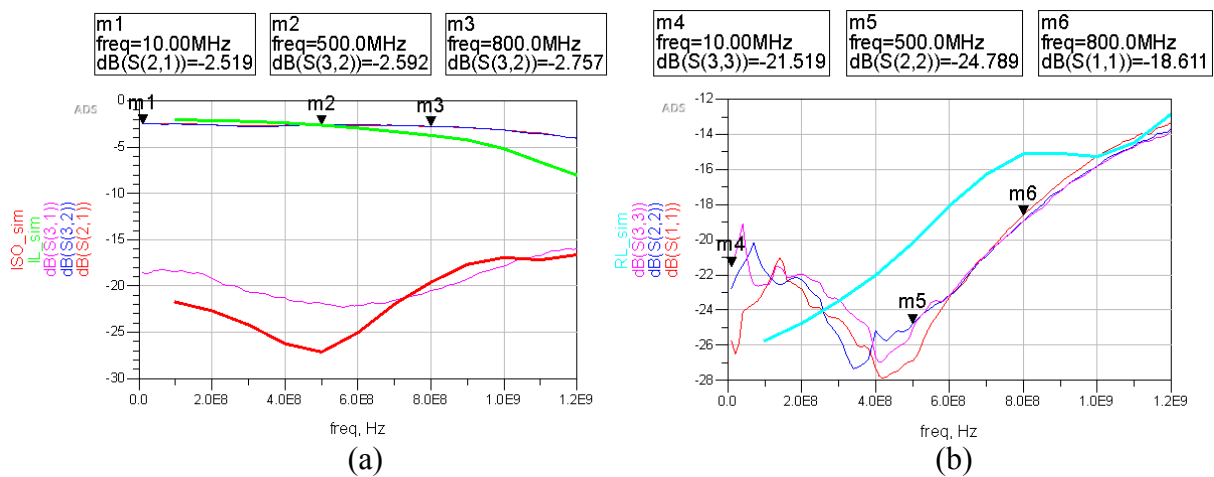 m1
freq=10.00MHz
dB(S(2,1))=-2.519
m2
freq=500.0MHz
dB(S(3,2))=-2.592
m3
freq=800.0MHz
dB(S(3,2))=-2.757
ADS
m1
m2
m3
0
-5
-10
-15
-20
-25
-30
0.0
2.0E8
4.0E8
6.0E8
8.0E8
1.0E9
1.2E9
freq, Hz
ISO_sim
IL_sim
dB(S(3,1))
dB(S(3,2))
dB(S(2,1))
(a)
m4
freq=10.00MHz
dB(S(3,3))=-21.519
m5
freq=500.0MHz
dB(S(2,2))=-24.789
m6
freq=800.0MHz
dB(S(1,1))=-18.611
ADS
m4
m5
m6
-12
-14
-16
-18
-20
-22
-24
-26
-28
0.0
2.0E8
4.0E8
6.0E8
8.0E8
1.0E9
1.2E9
freq, Hz
RL_sim
dB(S(3,3))
dB(S(2,2))
dB(S(1,1))
(b)